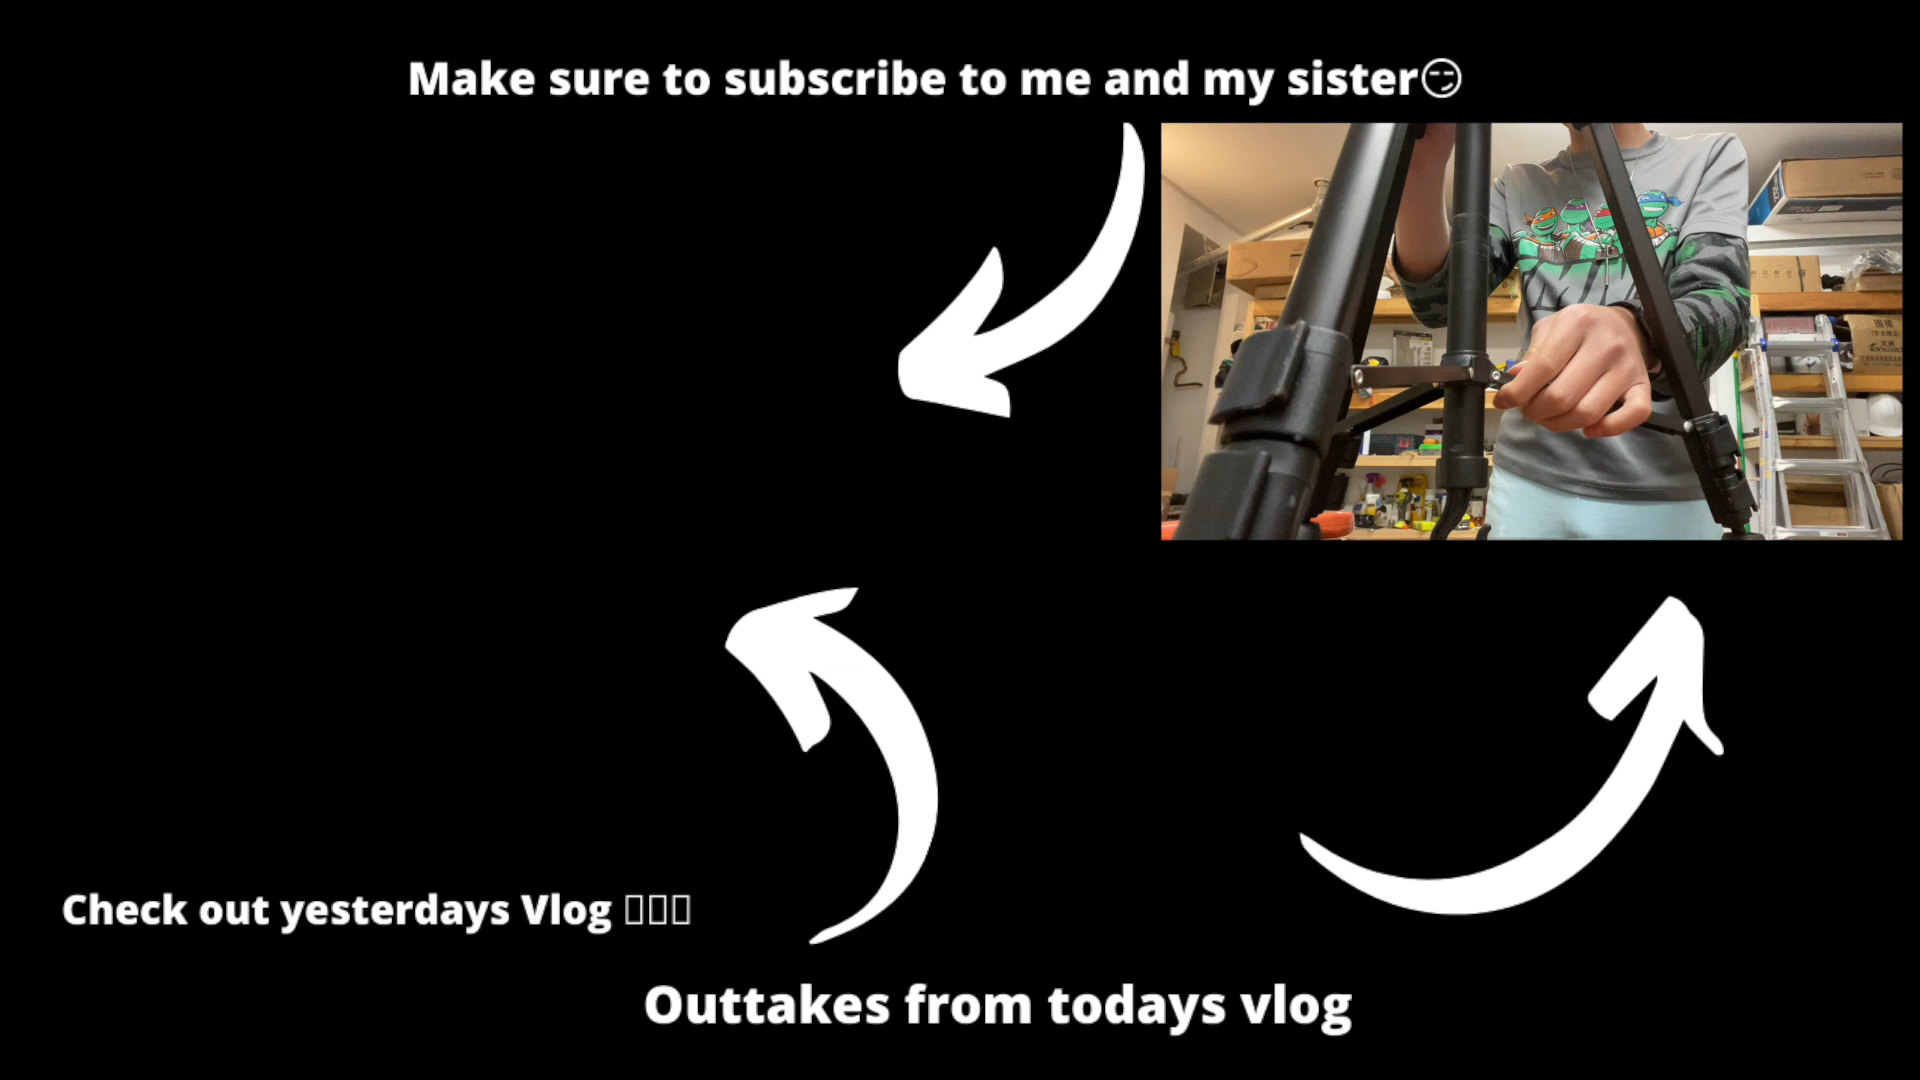 Make sure to subscribe to me and my sister😏
Check out yesterdays Vlog
Outtakes from todays vlog